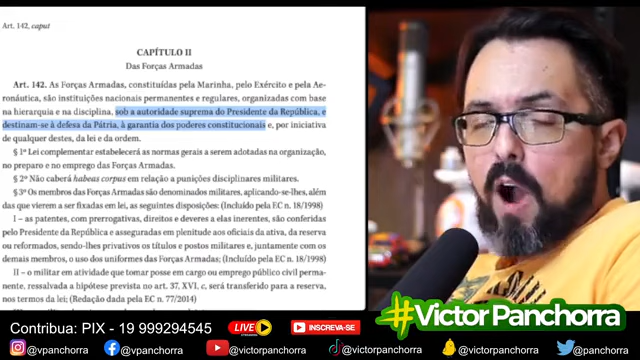 Art. 142, caput
CAPÍTULO II
Das Forças Armadas
Art. 142. As Forças Armadas, constituídas pela Marinha, pelo Exército e pela Ae-
ronáutica, são instituições nacionais permanentes e regulares, organizadas com base
na hierarquia e na disciplina, sob a autoridade suprema do Presidente da República, e
destinam-se à defesa da Pátria, à garantia dos poderes constitucionais e, por iniciativa
de qualquer destes, da lei e da ordem.
§ 1º Lei complementar estabelecerá as normas gerais a serem adotadas na organização,
no preparo e no emprego das Forças Armadas.
§ 2º Não caberá habeas corpus em relação a punições disciplinares militares.
§ 3º Os membros das Forças Armadas são denominados militares, aplicando-se-lhes, além
das que vierem a ser fixadas em lei, as seguintes disposições: (Incluído pela EC n. 18/1998)
I – as patentes, com prerrogativas, direitos e deveres a elas inerentes, são conferidas
pelo Presidente da República e asseguradas em plenitude aos oficiais da ativa, da reserva
ou reformados, sendo-lhes privativos os títulos e postos militares e, juntamente com os
demais membros, o uso dos uniformes das Forças Armadas; (Incluído pela EC n. 18/1998)
II – o militar em atividade que tomar posse em cargo ou emprego público civil perma-
nente, ressalvada a hipótese prevista no art. 37, XVI, c, será transferido para a reserva,
nos termos da lei; (Redação dada pela EC n. 77/2014)
#VictorPanchorra
Contribua: PIX - 19 999294545
LIVE
INSCREVA-SE
@vpanchorra
@vpanchorra
@victorpanchorra
@victorpanchorra
@victorpanchorra